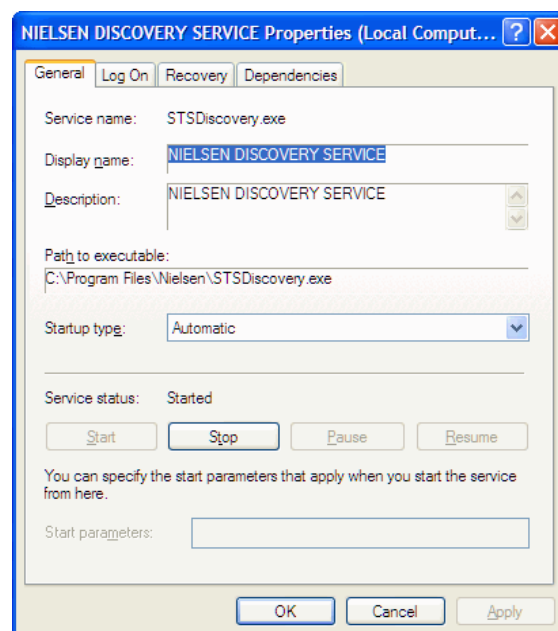 NIELSEN DISCOVERY SERVICE Properties (Local Comput...
General Log On Recovery Dependencies
Service name: STSDiscovery.exe
Display name: NIELSEN DISCOVERY SERVICE
Description: NIELSEN DISCOVERY SERVICE
Path to executable:
C:\Program Files\Nielsen\STSDiscovery.exe
Startup type: Automatic
Service status: Started
Start Stop Pause Resume
You can specify the start parameters that apply when you start the service
from here.
Start parameters:
OK Cancel Apply